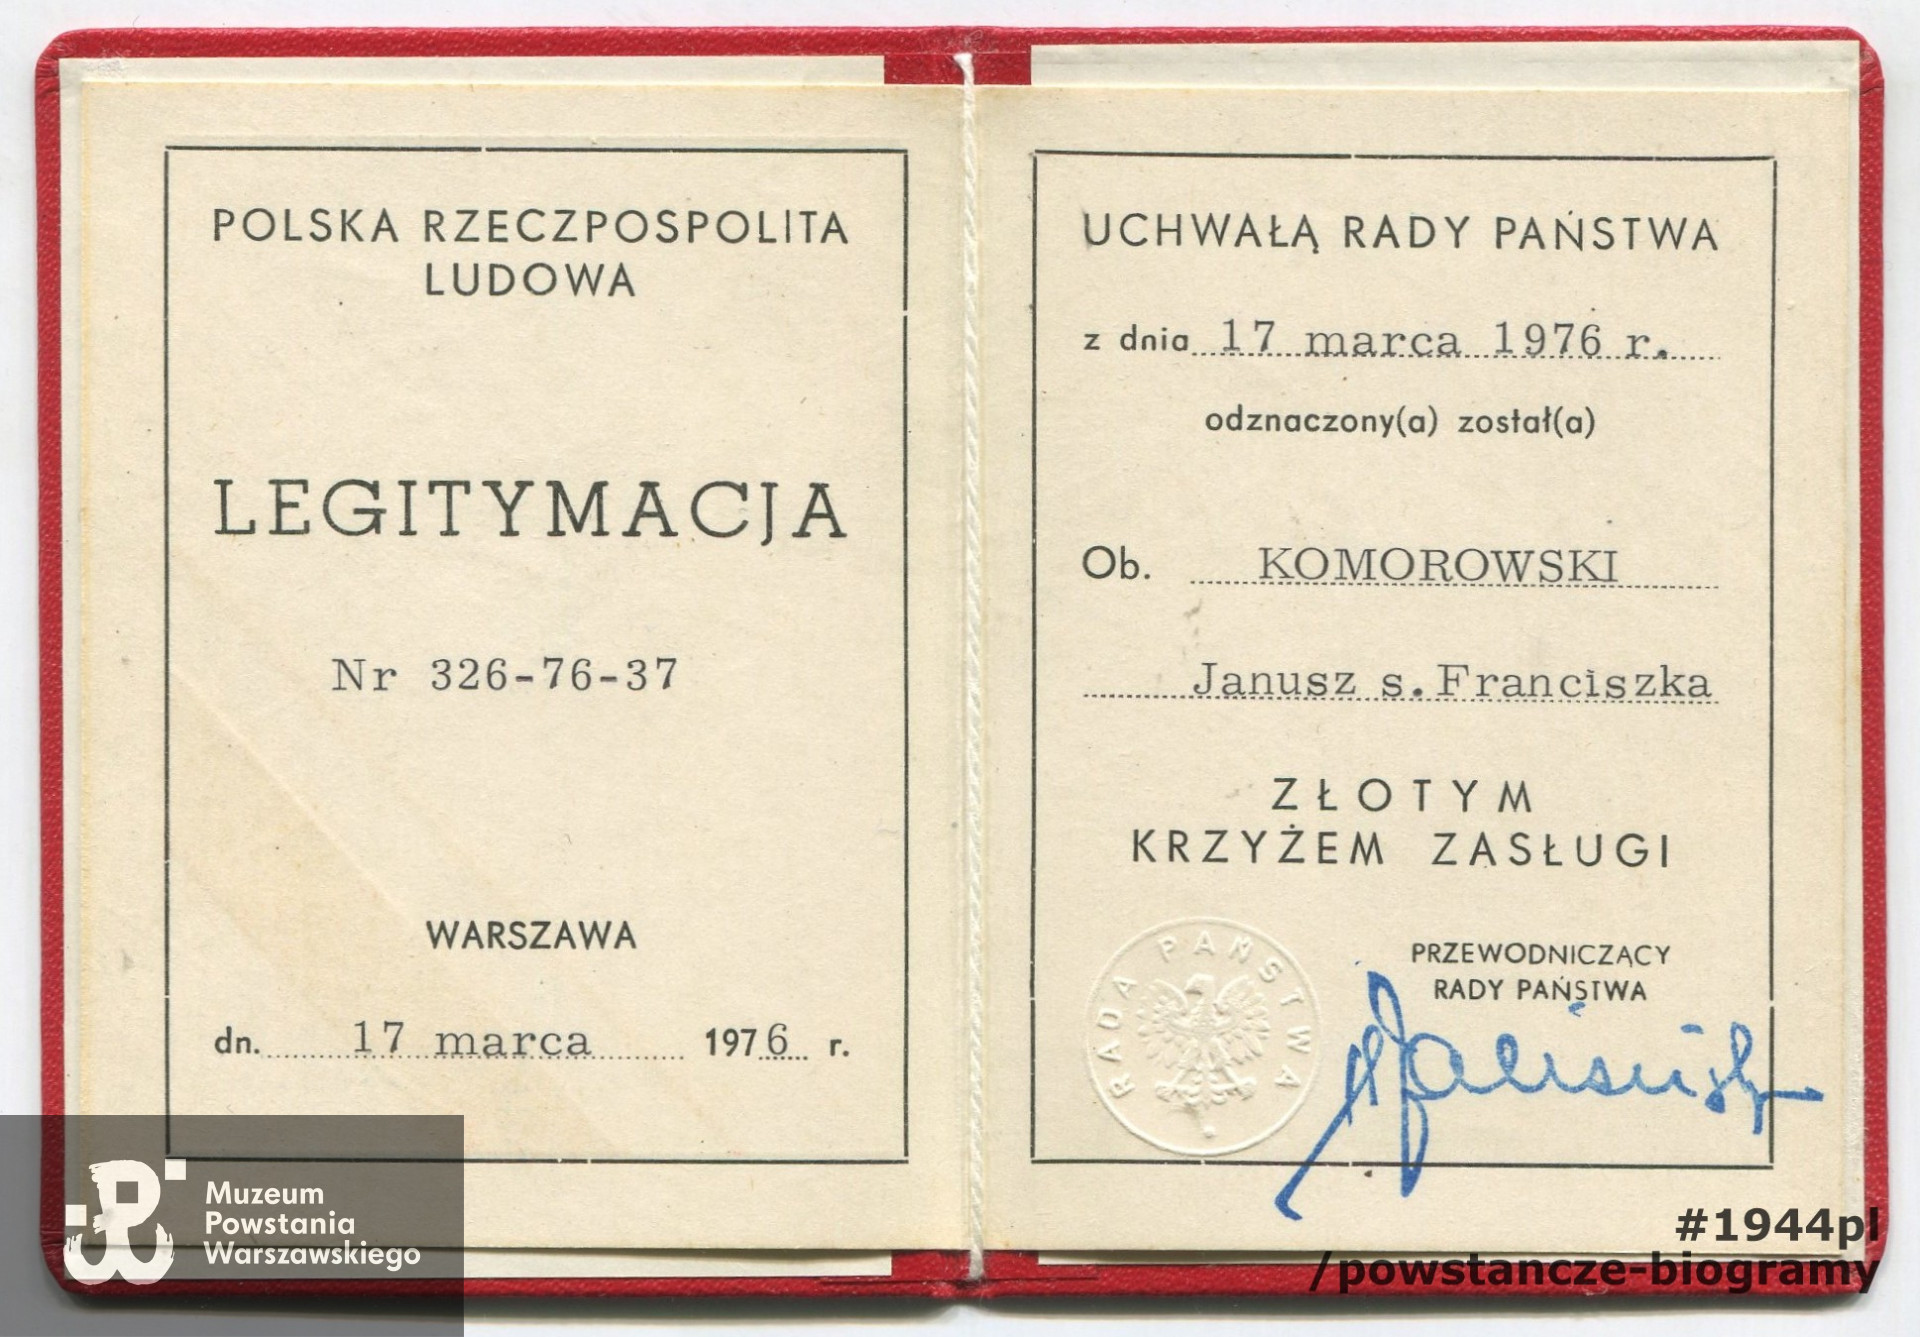 POLSKA RZECZPOSPOLITA
LUDOWA
LEGITYMACJA
Nr 326-76-37
WARSZAWA
dn. 17 marca 1976 r.
UCHWAŁĄ RADY PAŃSTWA
z dnia 17 marca 1976 r.
odznaczony(a) został(a)
Ob. KOMOROWSKI
Janusz s. Franciszka
ZŁOTYM
KRZYŻEM ZASŁUGI
RADA PAŃSTWA
PRZEWODNICZĄCY
RADY PAŃSTWA
Muzeum
Powstania
Warszawskiego
#1944pl
/powstancze-biogramy